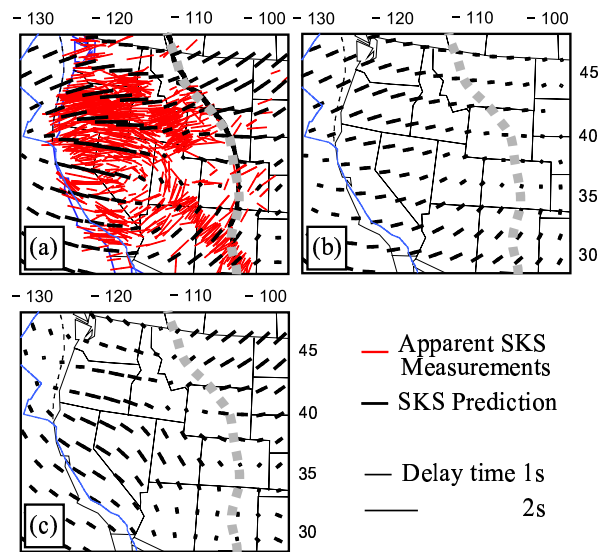 − 130 − 120 − 110 − 100 − 130 − 120 − 110 − 100
45
40
35
30
(a) (b)
− 130 − 120 − 110 − 100
45
40
35
30
(c)
Apparent SKS
Measurements
SKS Prediction
Delay time 1s
2s